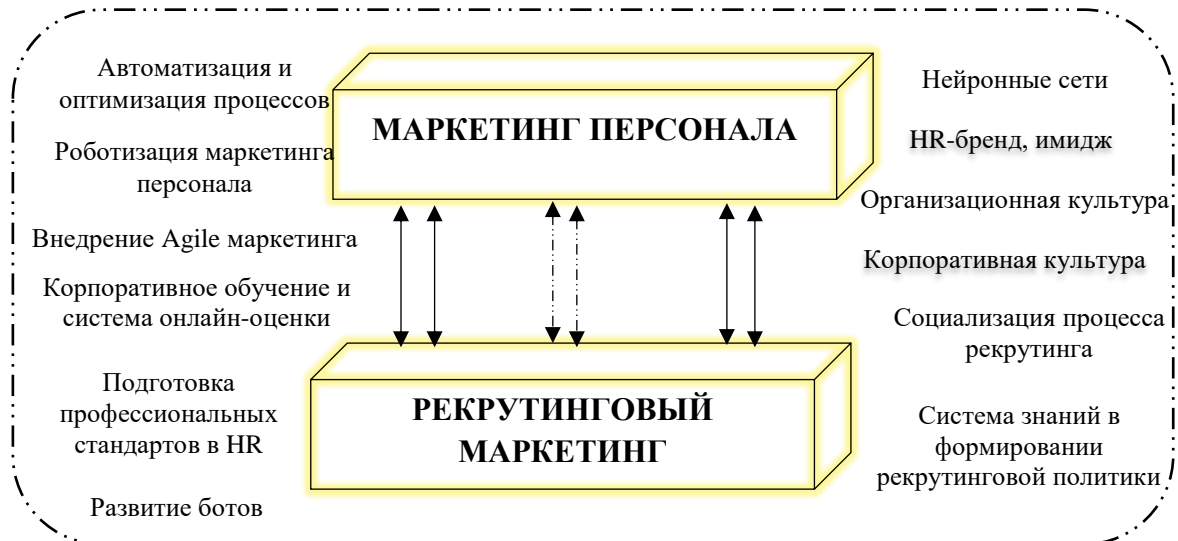 Автоматизация и
оптимизация процессов
Роботизация маркетинга
персонала
Внедрение Agile маркетинга
Корпоративное обучение и
система онлайн-оценки
Подготовка
профессиональных
стандартов в HR
Развитие ботов
МАРКЕТИНГ ПЕРСОНАЛА
РЕКРУТИНГОВЫЙ
МАРКЕТИНГ
Нейронные сети
HR-бренд, имидж
Организационная культура
Корпоративная культура
Социализация процесса
рекрутинга
Система знаний в
формировании
рекрутинговой политики